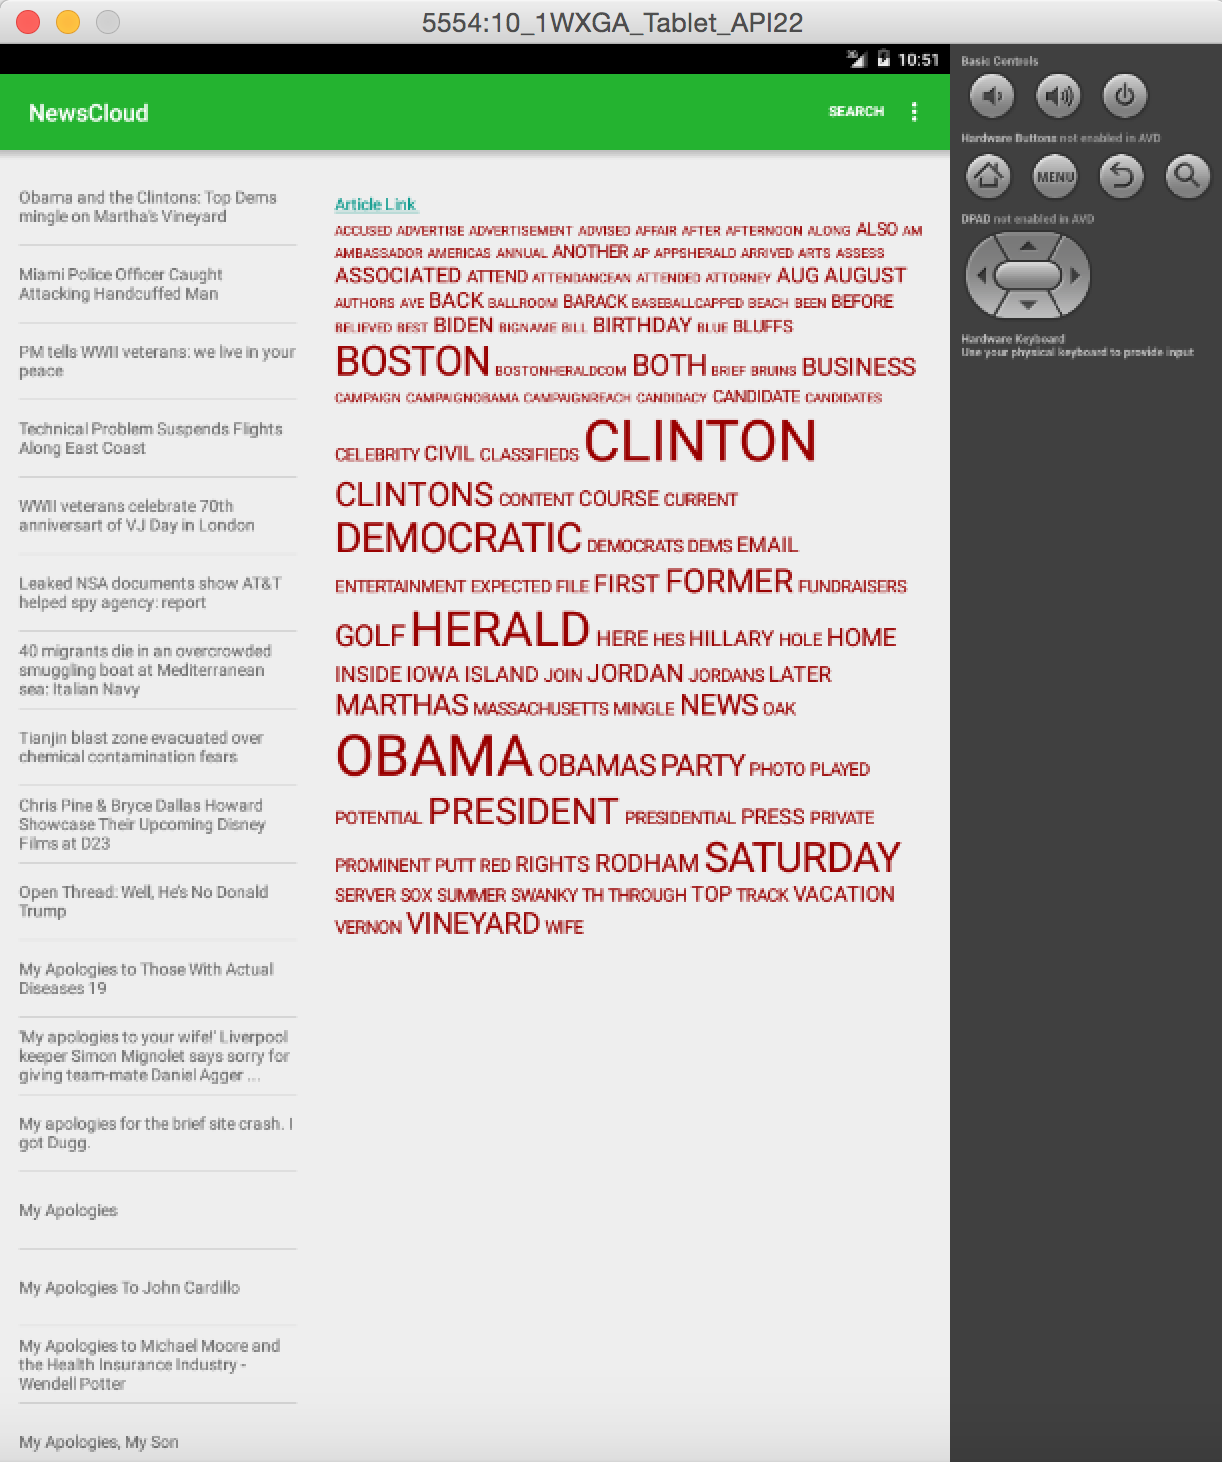 5554:10_1WXGA_Tablet_API22
10:51
NewsCloud
SEARCH
Obama and the Clintons: Top Dems
mingle on Martha's Vineyard
Miami Police Officer Caught
Attacking Handcuffed Man
PM tells WWII veterans: we live in your
peace
Technical Problem Suspends Flights
Along East Coast
WWII veterans celebrate 70th
anniversart of VJ Day in London
Leaked NSA documents show AT&T
helped spy agency: report
40 migrants die in an overcrowded
smuggling boat at Mediterranean
sea: Italian Navy
Tianjin blast zone evacuated over
chemical contamination fears
Chris Pine & Bryce Dallas Howard
Showcase Their Upcoming Disney
Films at D23
Open Thread: Well, He's No Donald
Trump
My Apologies to Those With Actual
Diseases 19
'My apologies to your wife!' Liverpool
keeper Simon Mignolet says sorry for
giving team-mate Daniel Agger ...
My apologies for the brief site crash. I
got Dugg.
My Apologies
My Apologies To John Cardillo
My Apologies to Michael Moore and
the Health Insurance Industry -
Wendell Potter
My Apologies, My Son
Article Link
ACCUSED ADVERTISE ADVERTISEMENT ADVISED AFFAIR AFTER AFTERNOON ALONG ALSO AM
AMBASSADOR AMERICAS ANNUAL ANOTHER AP APPSHERALD ARRIVED ARTS ASSESS
ASSOCIATED ATTEND ATTENDANCEAN ATTENDED ATTORNEY AUG AUGUST
AUTHORS AVE BACK BALLROOM BARACK BASEBALLCAPPED BEACH BEEN BEFORE
BELIEVED BEST BIDEN BIGNAME BILL BIRTHDAY BLUE BLUFFS
BOSTON BOSTONHERALDCOM BOTH BRIEF BRUINS BUSINESS
CAMPAIGN CAMPAIGNOBAMA CAMPAIGNREACH CANDIDACY CANDIDATE CANDIDATES
CELEBRITY CIVIL CLASSIFIEDS CLINTON
CLINTONS CONTENT COURSE CURRENT
DEMOCRATIC DEMOCRATS DEMS EMAIL
ENTERTAINMENT EXPECTED FILE FIRST FORMER FUNDRAISERS
GOLF HERALD HERE HES HILLARY HOLE HOME
INSIDE IOWA ISLAND JOIN JORDAN JORDANS LATER
MARTHAS MASSACHUSETTS MINGLE NEWS OAK
OBAMA OBAMAS PARTY PHOTO PLAYED
POTENTIAL PRESIDENT PRESIDENTIAL PRESS PRIVATE
PROMINENT PUTT RED RIGHTS RODHAM SATURDAY
SERVER SOX SUMMER SWANKY TH THROUGH TOP TRACK VACATION
VERNON VINEYARD WIFE
Basic Controls
Hardware Buttons not enabled in AVD
MENU
DPAD not enabled in AVD
Hardware Keyboard
Use your physical keyboard to provide input